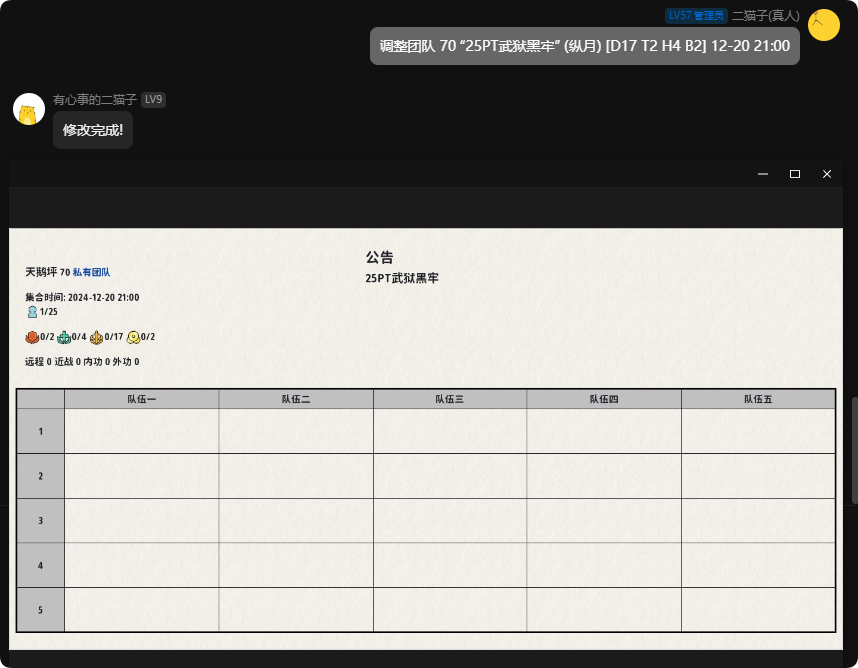 LV57 管理员 二猫子(真人)
调整团队 70 “25PT武狱黑牢” (纵月) [D17 T2 H4 B2] 12-20 21:00
有心事的二猫子 LV9
修改完成!
公告
25PT武狱黑牢
天鹅坪 70 私有团队
集合时间: 2024-12-20 21:00
1/25
0/2 0/4 0/17 0/2
远程 0 近战 0 内功 0 外功 0
队伍一 队伍二 队伍三 队伍四 队伍五
1
2
3
4
5